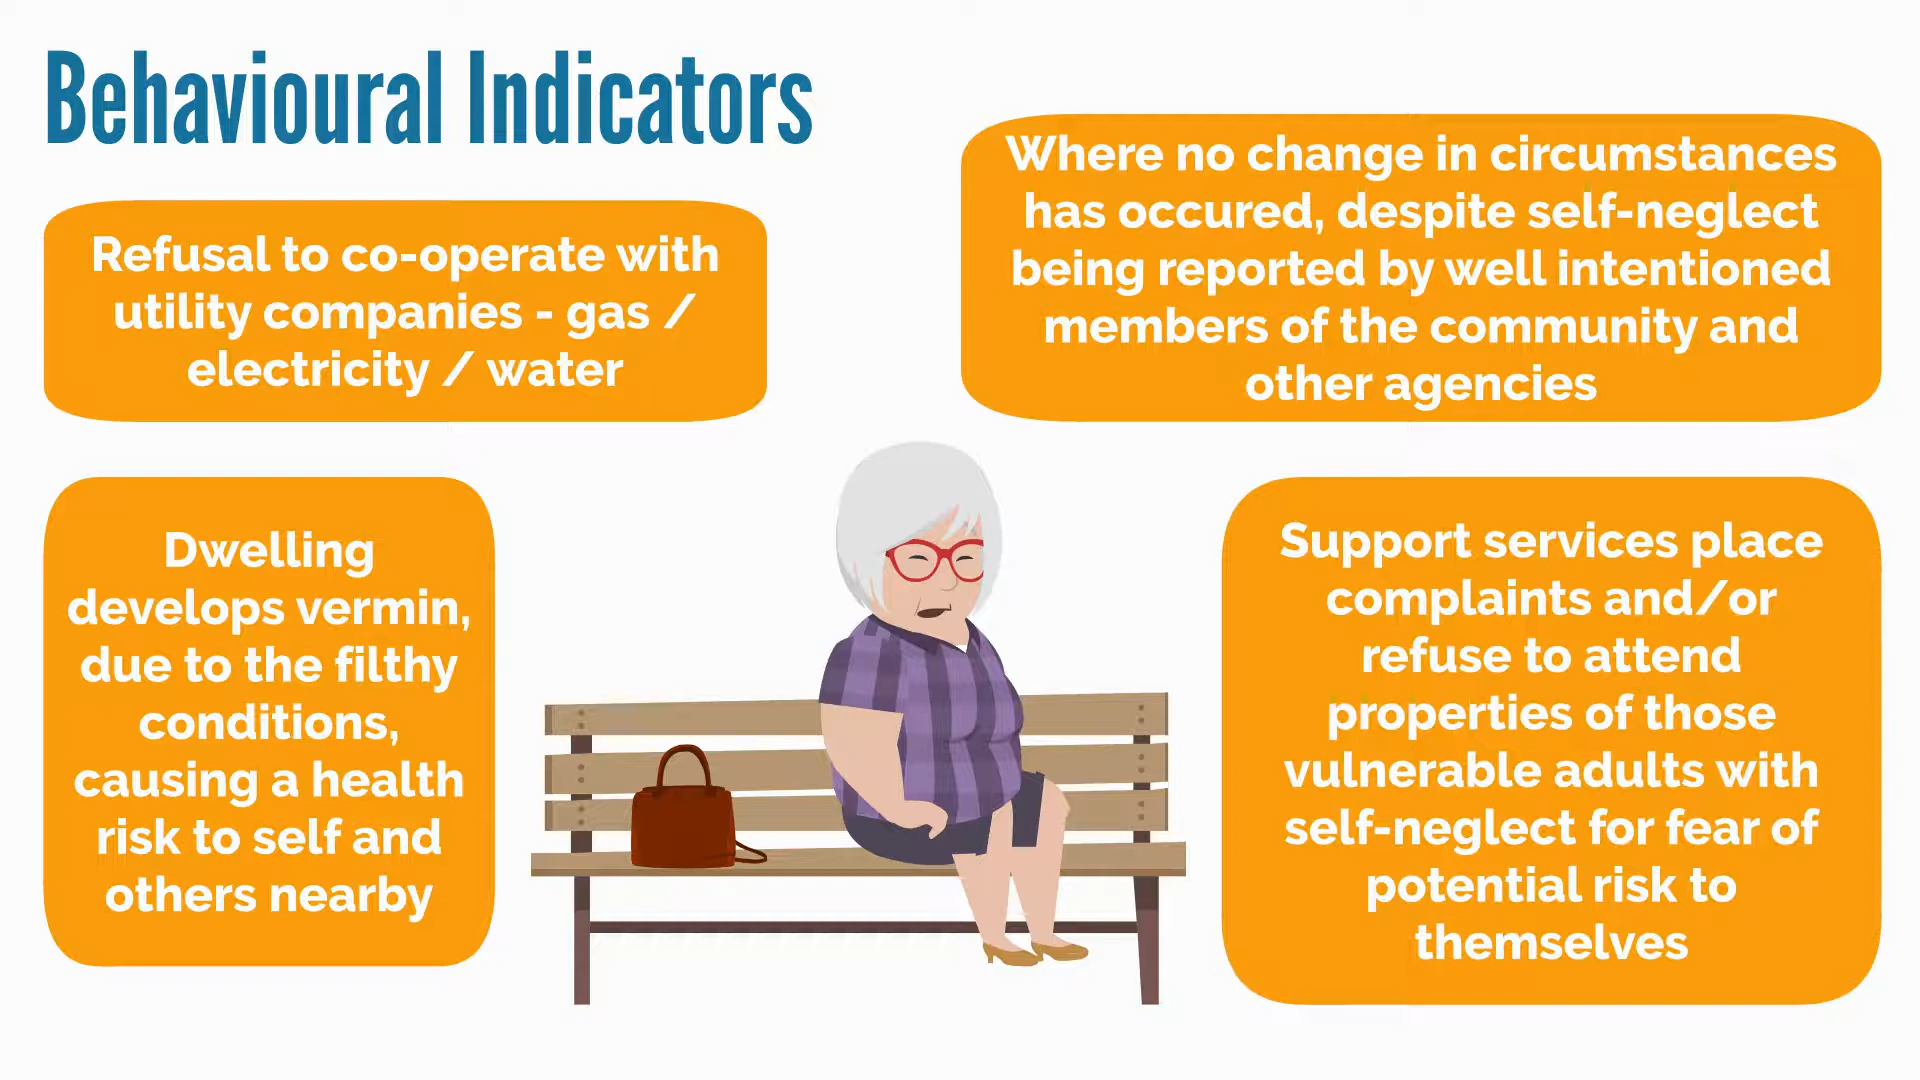 Behavioural Indicators
Refusal to co-operate with
utility companies - gas /
electricity / water
Where no change in circumstances
has occured, despite self-neglect
being reported by well intentioned
members of the community and
other agencies
Dwelling
develops vermin,
due to the filthy
conditions,
causing a health
risk to self and
others nearby
Support services place
complaints and/or
refuse to attend
properties of those
vulnerable adults with
self-neglect for fear of
potential risk to
themselves